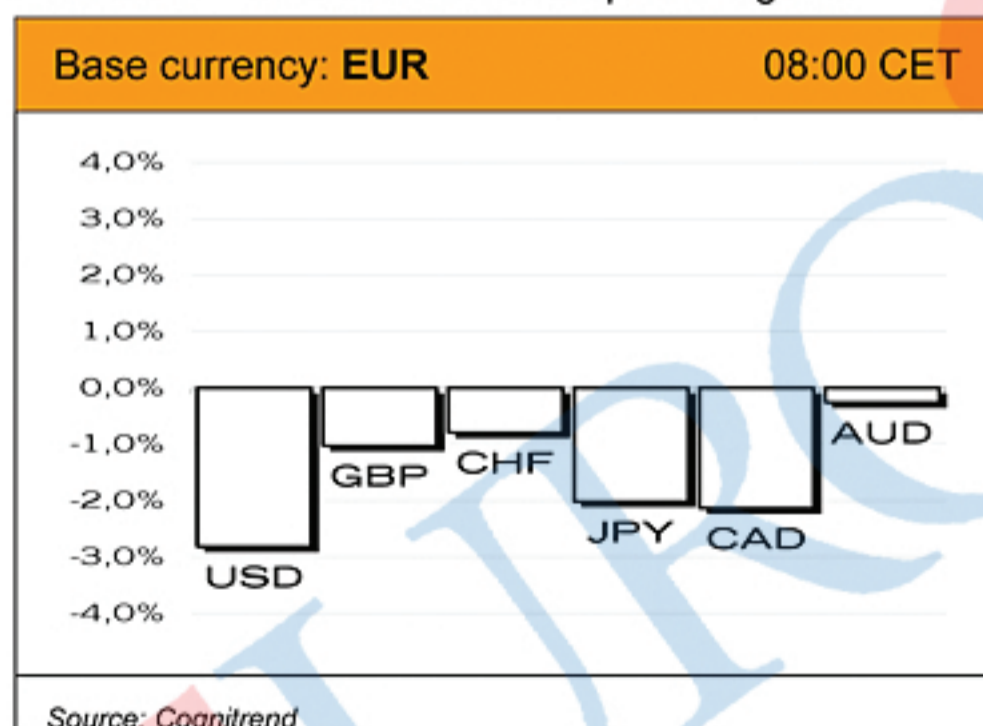 Base currency: EUR 08:00 CET
4,0%
3,0%
2,0%
1,0%
0,0%
-1,0%
-2,0%
-3,0%
-4,0%
USD
GBP
CHF
JPY
CAD
AUD
Source: Cognitrend